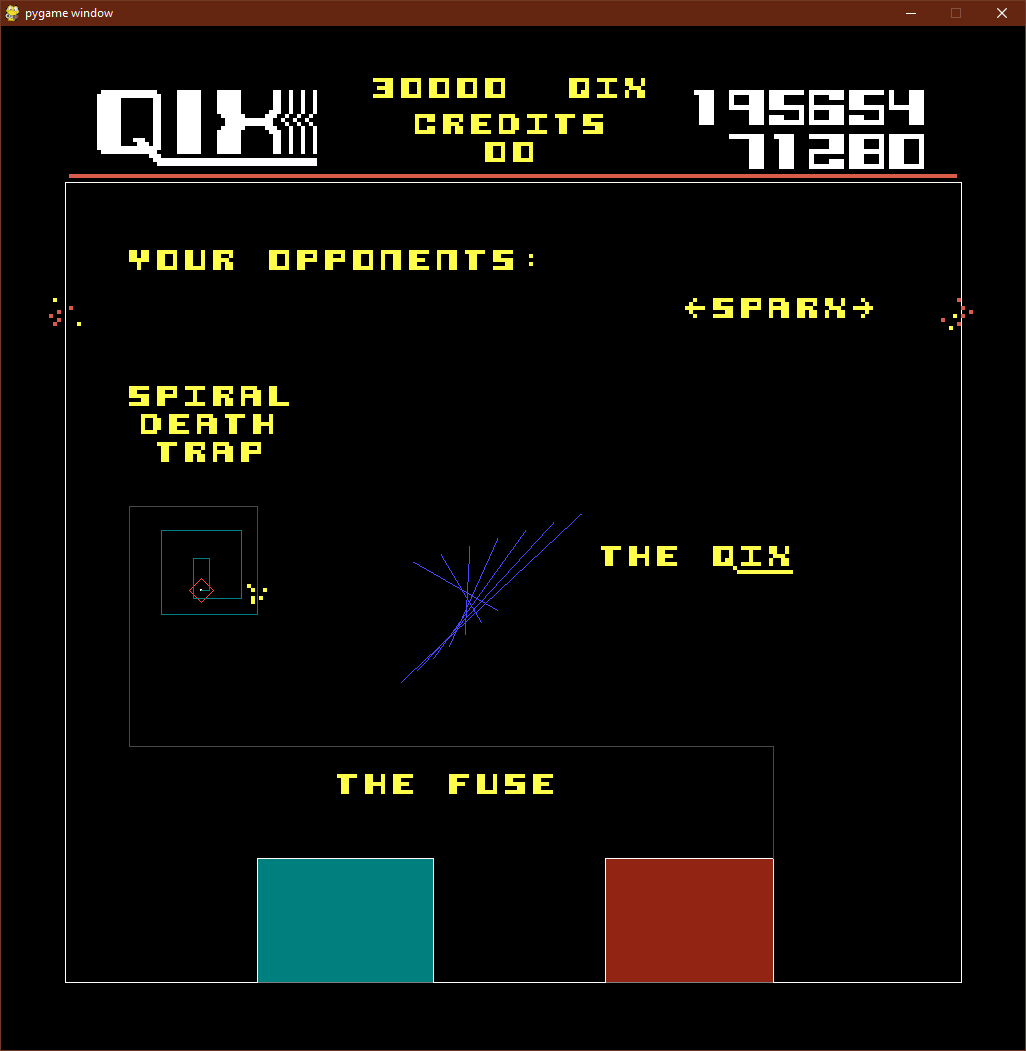 pygame window
QIX
30000 QIX
CREDITS
00
195654
71280
YOUR OPPONENTS:
←SPARX→
SPIRAL
DEATH
TRAP
THE QIX
THE FUSE